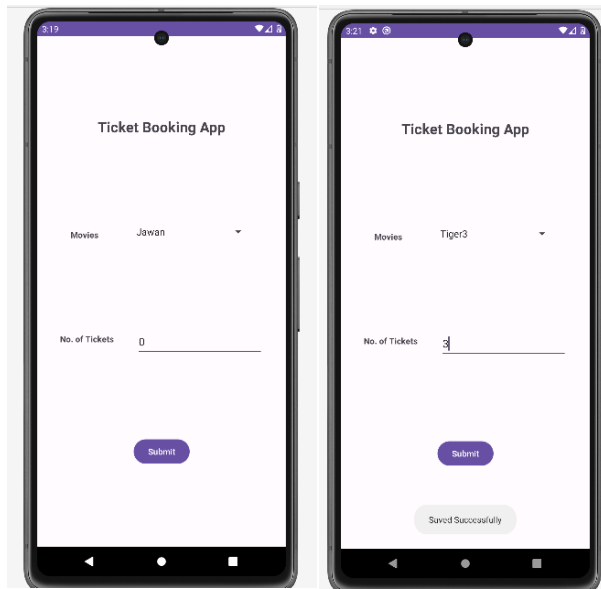 3:19
Ticket Booking App
Movies
Jawan
No. of Tickets
0
Submit
3:21
Ticket Booking App
Movies
Tiger3
No. of Tickets
3
Submit
Saved Successfully